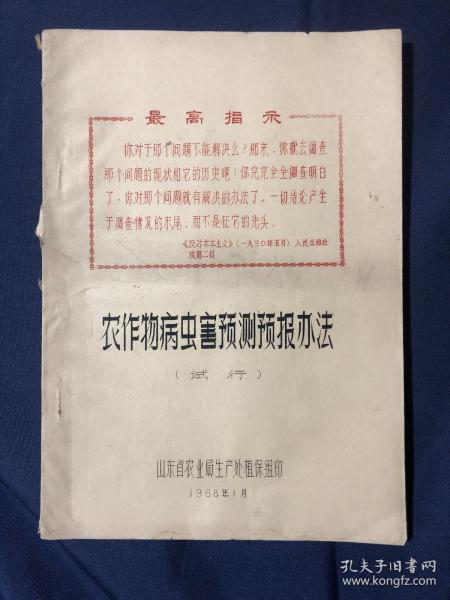 最高指示
你对于那个问题不能解决么？那末，你就去调查
那个问题的现状和它的历史吧！你完完全全调查明白
了，你对那个问题就有解决的办法了。一切结论产生
于调查情况的末尾，而不是在它的先头。
《反对本本主义》（一九三〇年五月）人民出版社
版第二页
农作物病虫害预测预报办法
（试行）
山东省农业局生产处植保组印
1968年1月
孔夫子旧书网
www.kongfz.com